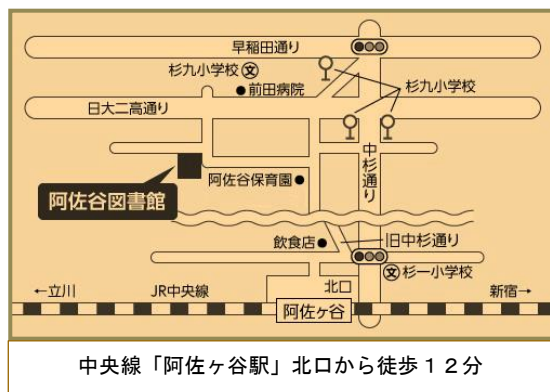 早稲田通り
杉九小学校 文
前田病院
杉九小学校
日大二高通り
中杉通り
阿佐谷図書館
阿佐谷保育園
飲食店
旧中杉通り
文 杉一小学校
北口
←立川
JR中央線
阿佐ヶ谷
新宿→
中央線「阿佐ヶ谷駅」北口から徒歩１２分